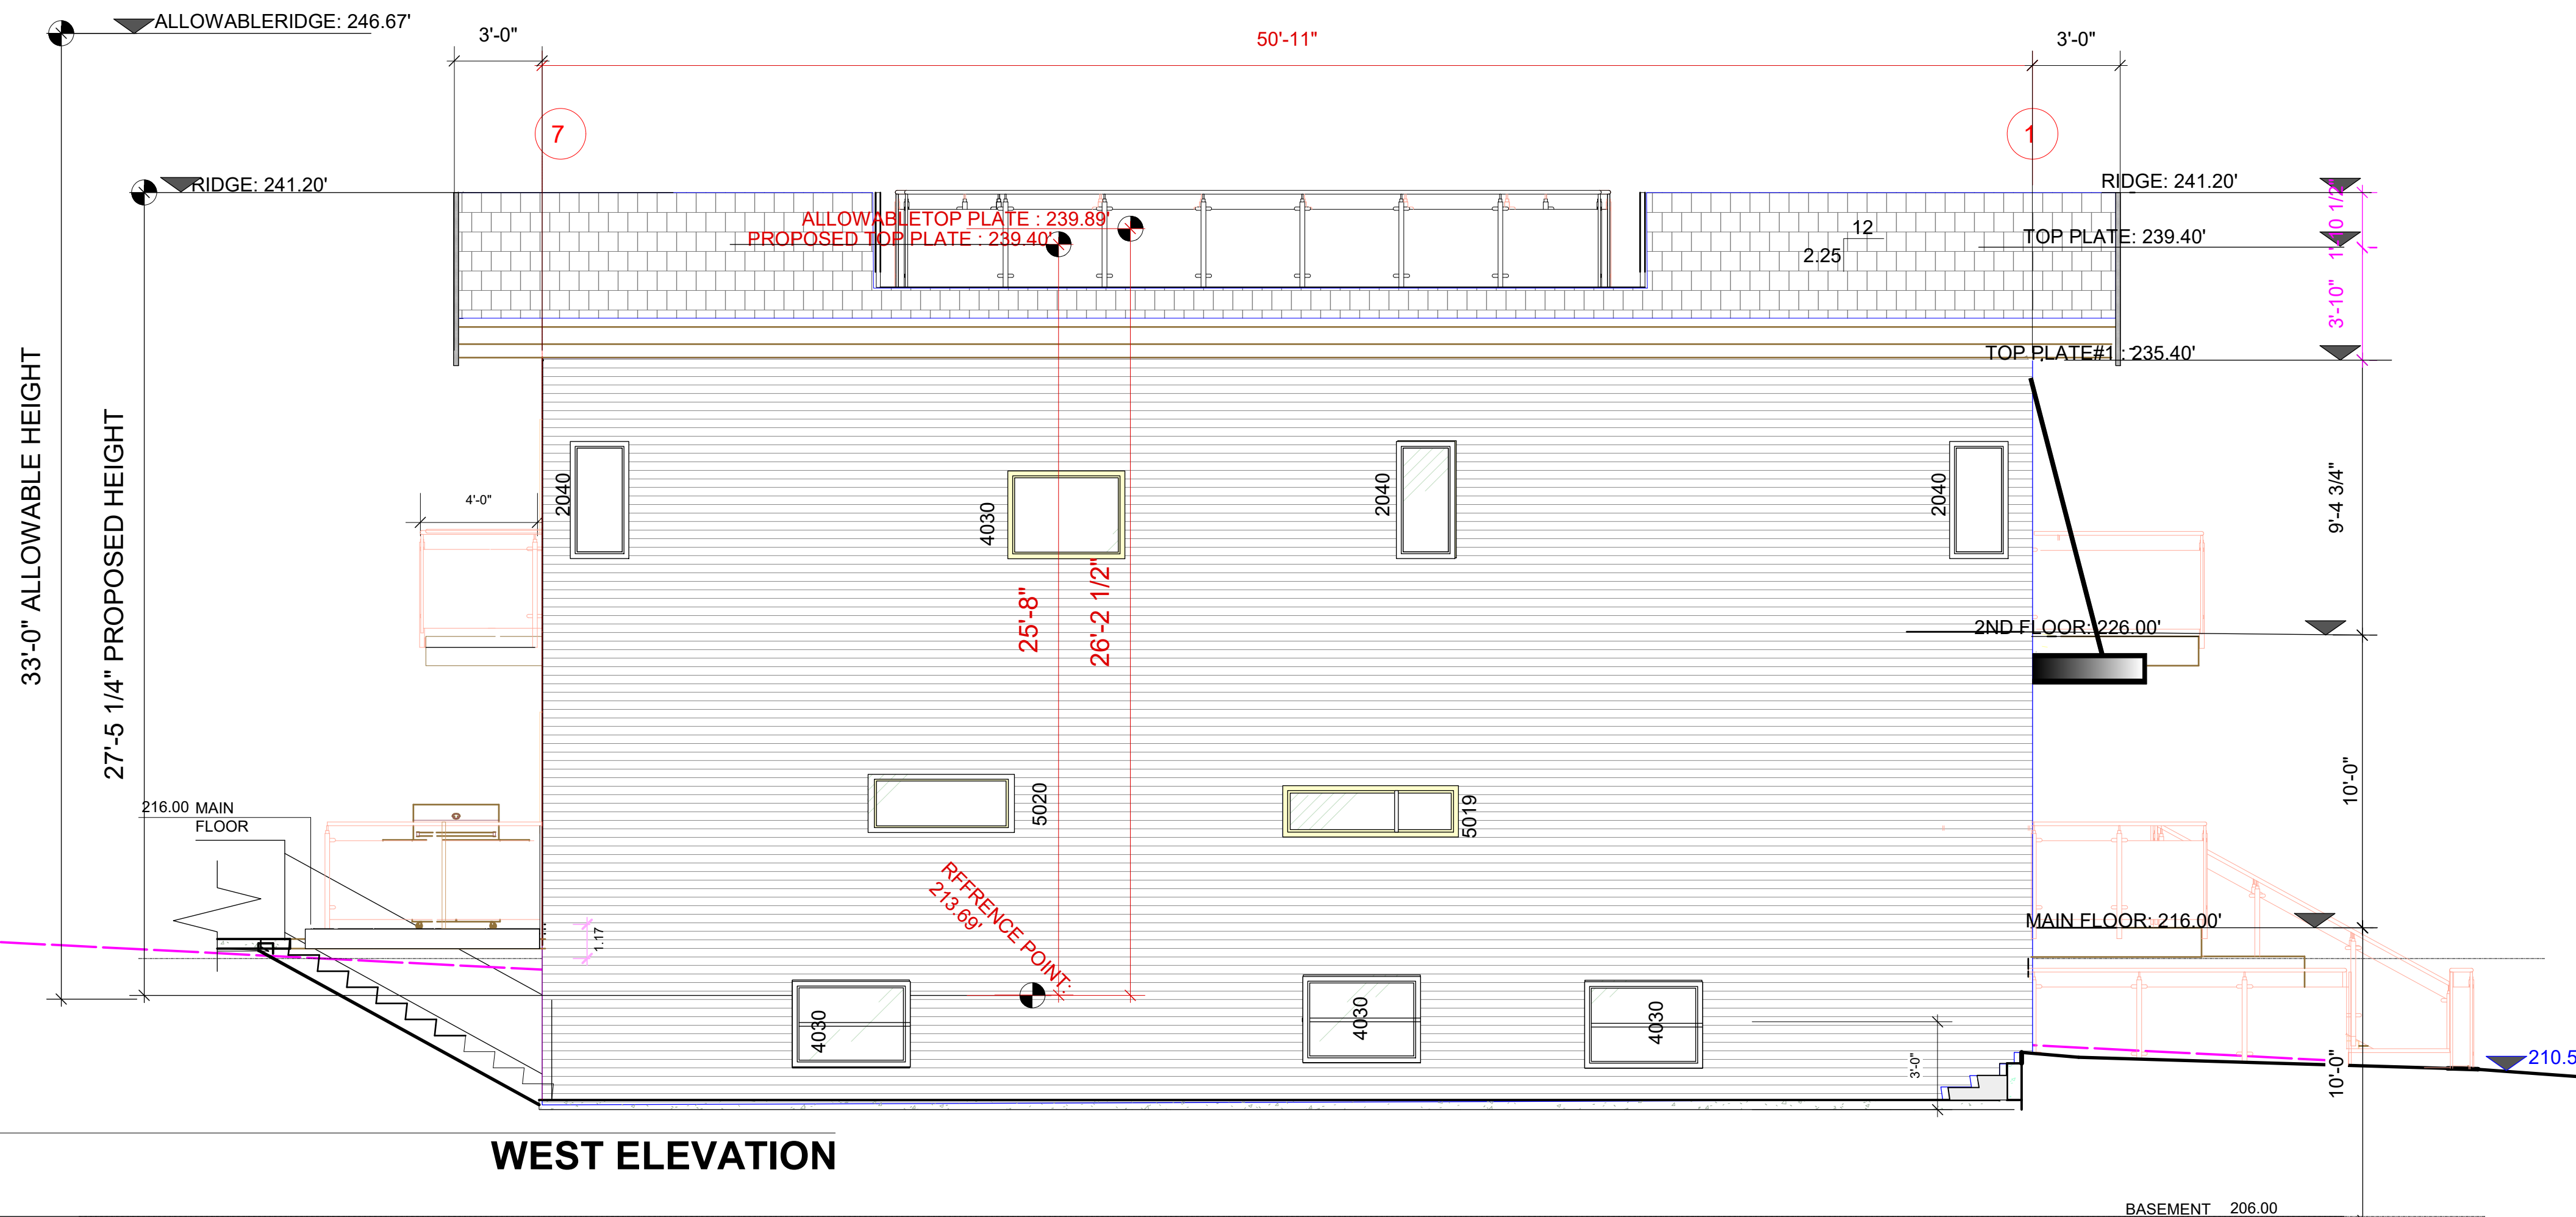 ALLOWABLERIDGE: 246.67'
3'-0"
50'-11"
3'-0"
7
1
RIDGE: 241.20'
RIDGE: 241.20'
ALLOWABLETOP PLATE : 239.89'
PROPOSED TOP PLATE : 239.40'
12
2.25
TOP PLATE: 239.40'
1'-10 1/2"
3'-10"
TOP PLATE#1 : 235.40'
33'-0" ALLOWABLE HEIGHT
27'-5 1/4" PROPOSED HEIGHT
4'-0"
2040
4030
2040
2040
9'-4 3/4"
25'-8"
26'-2 1/2"
2ND FLOOR: 226.00'
10'-0"
216.00 MAIN
FLOOR
5020
5019
RFFRENCE POINT:
213.69'
1.17
MAIN FLOOR: 216.00'
4030
4030
4030
3'-0"
10'-0"
210.5
WEST ELEVATION
BASEMENT 206.00